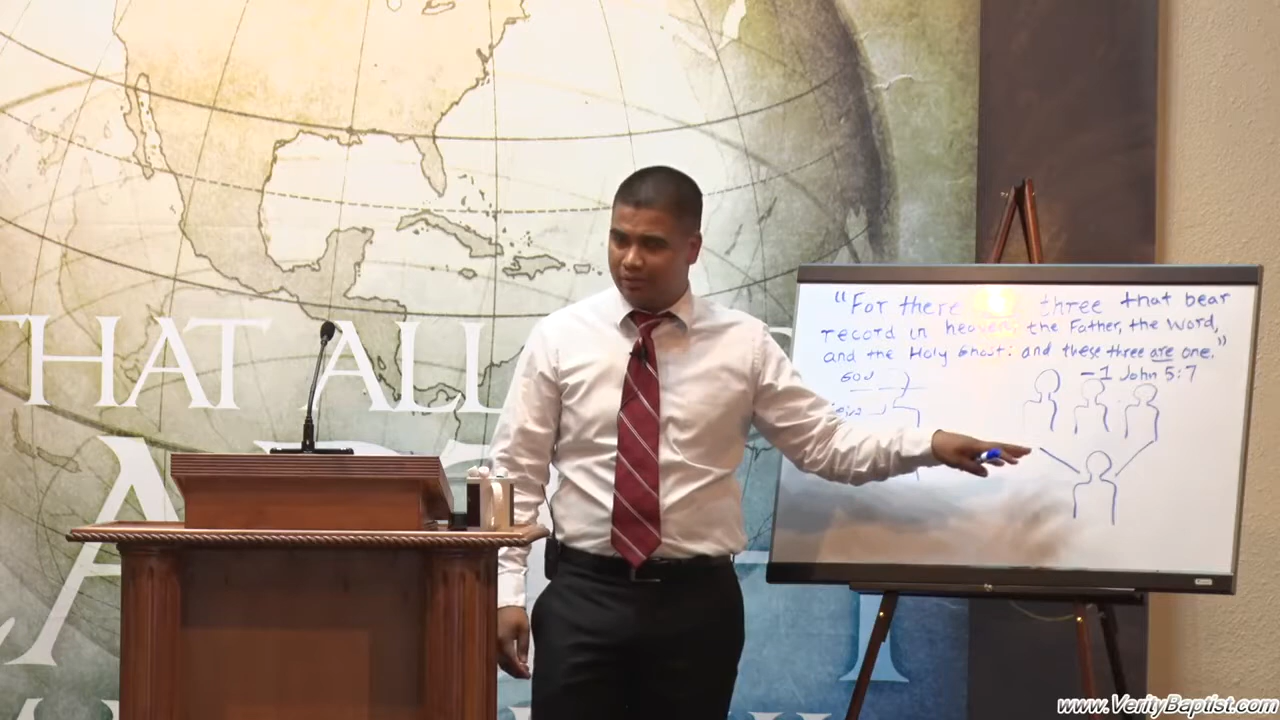 THAT ALL
"For there three that bear
record in heaven, the Father, the Word,
and the Holy Ghost: and these three are one."
-1 John 5:7
GOD
www.VerityBaptist.com